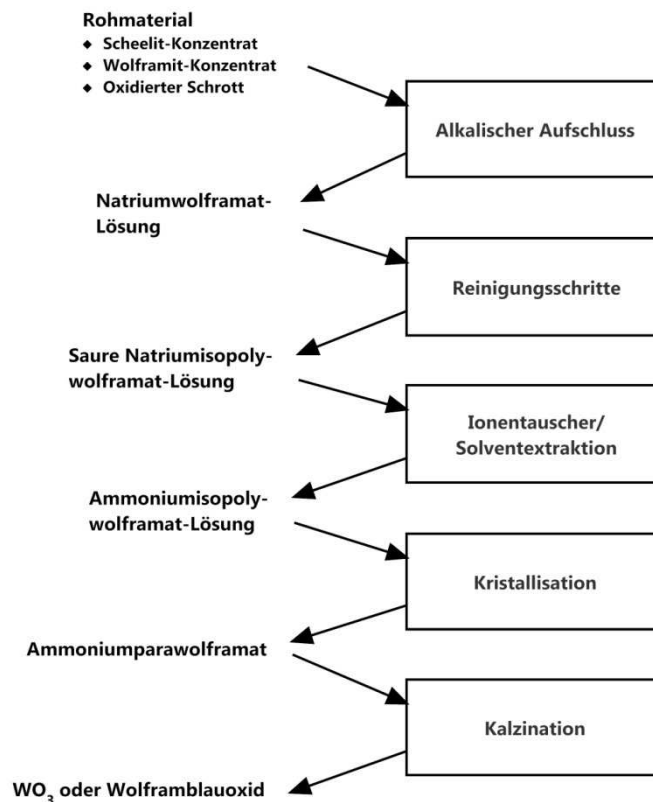 Rohmaterial
◆ Scheelit-Konzentrat
◆ Wolframit-Konzentrat
◆ Oxidierter Schrott
Alkalischer Aufschluss
Natriumwolframat-
Lösung
Reinigungsschritte
Saure Natriumisopoly-
wolframat-Lösung
Ionentauscher/
Solventextraktion
Ammoniumisopoly-
wolframat-Lösung
Kristallisation
Ammoniumparawolframat
Kalzination
WO₃ oder Wolframblauoxid